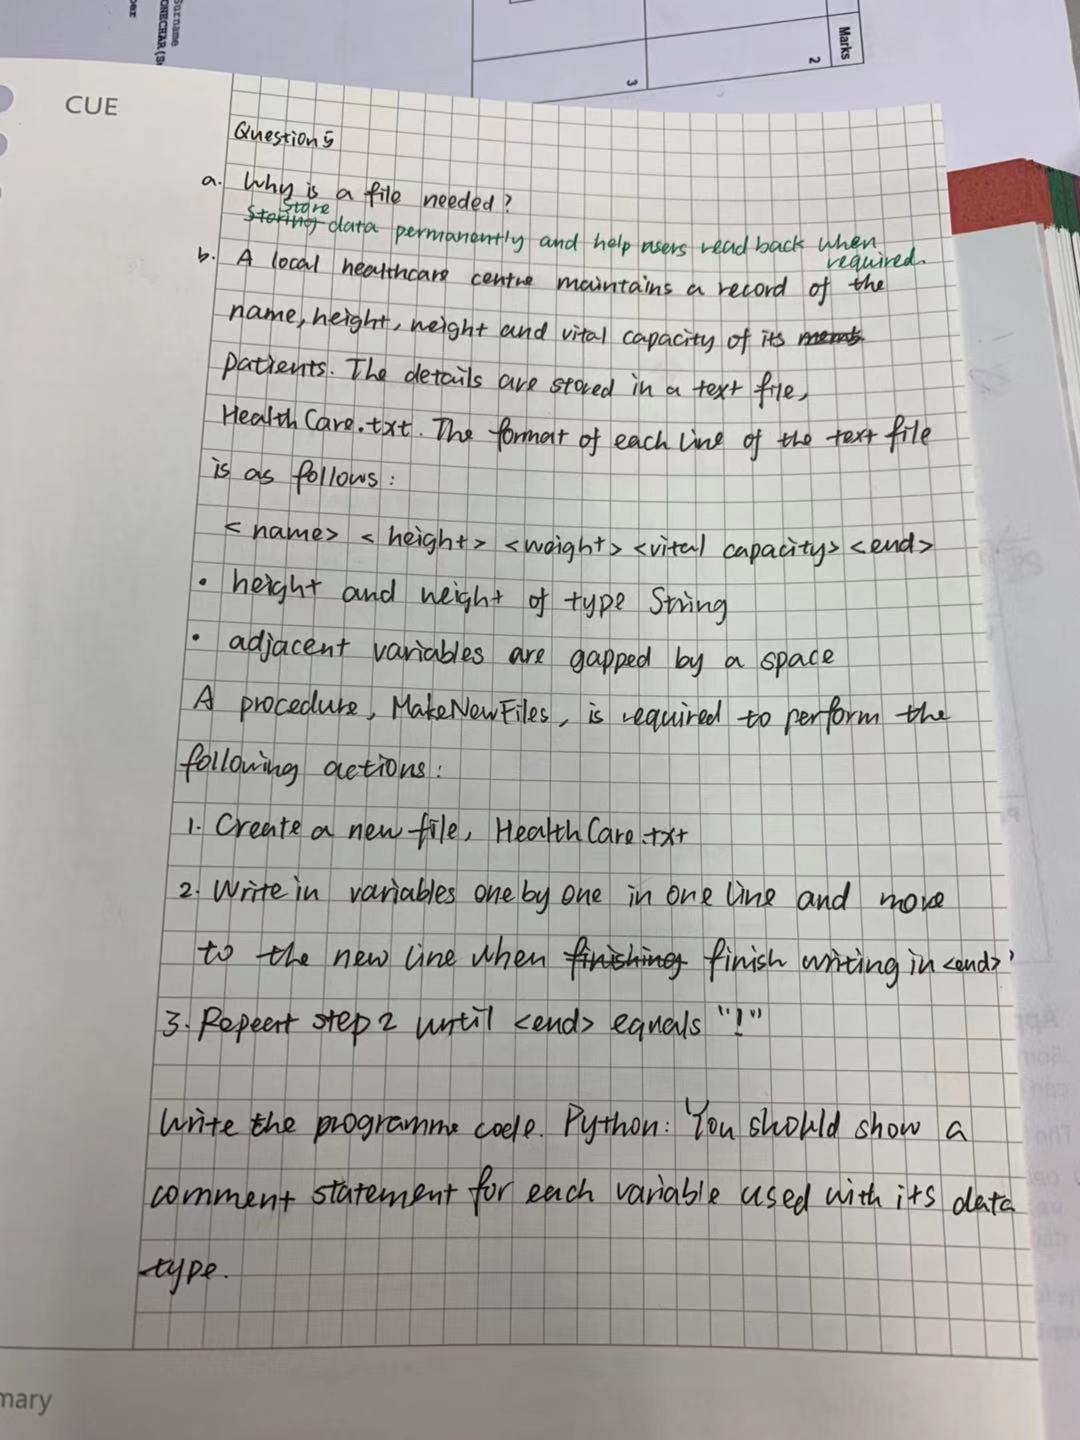 Surname
Marks
2
3
CUE
Question 5
a. Why is a file needed?
Storing Store data permanently and help users read back when required.
b. A local healthcare centre maintains a record of the
name, height, weight and vital capacity of its memb
patients. The details are stored in a text file,
HealthCare.txt. The format of each line of the text file
is as follows:
<name> <height> <weight> <vital capacity> <end>
• height and weight of type String
• adjacent variables are gapped by a space
A procedure, MakeNewFiles, is required to perform the
following actions:
1. Create a new file, HealthCare.txt
2. Write in variables one by one in one line and move
to the new line when finishing finish writing in <end>'
3. Repeat step 2 until <end> equals "!"
Write the programme code. Python: You should show a
comment statement for each variable used with its data
type.
mary